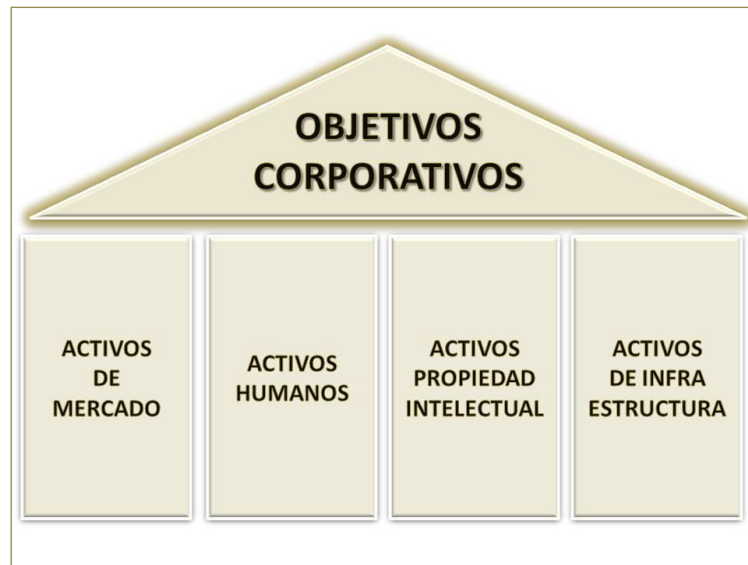 OBJETIVOS
CORPORATIVOS
ACTIVOS
DE
MERCADO
ACTIVOS
HUMANOS
ACTIVOS
PROPIEDAD
INTELECTUAL
ACTIVOS
DE INFRA
ESTRUCTURA